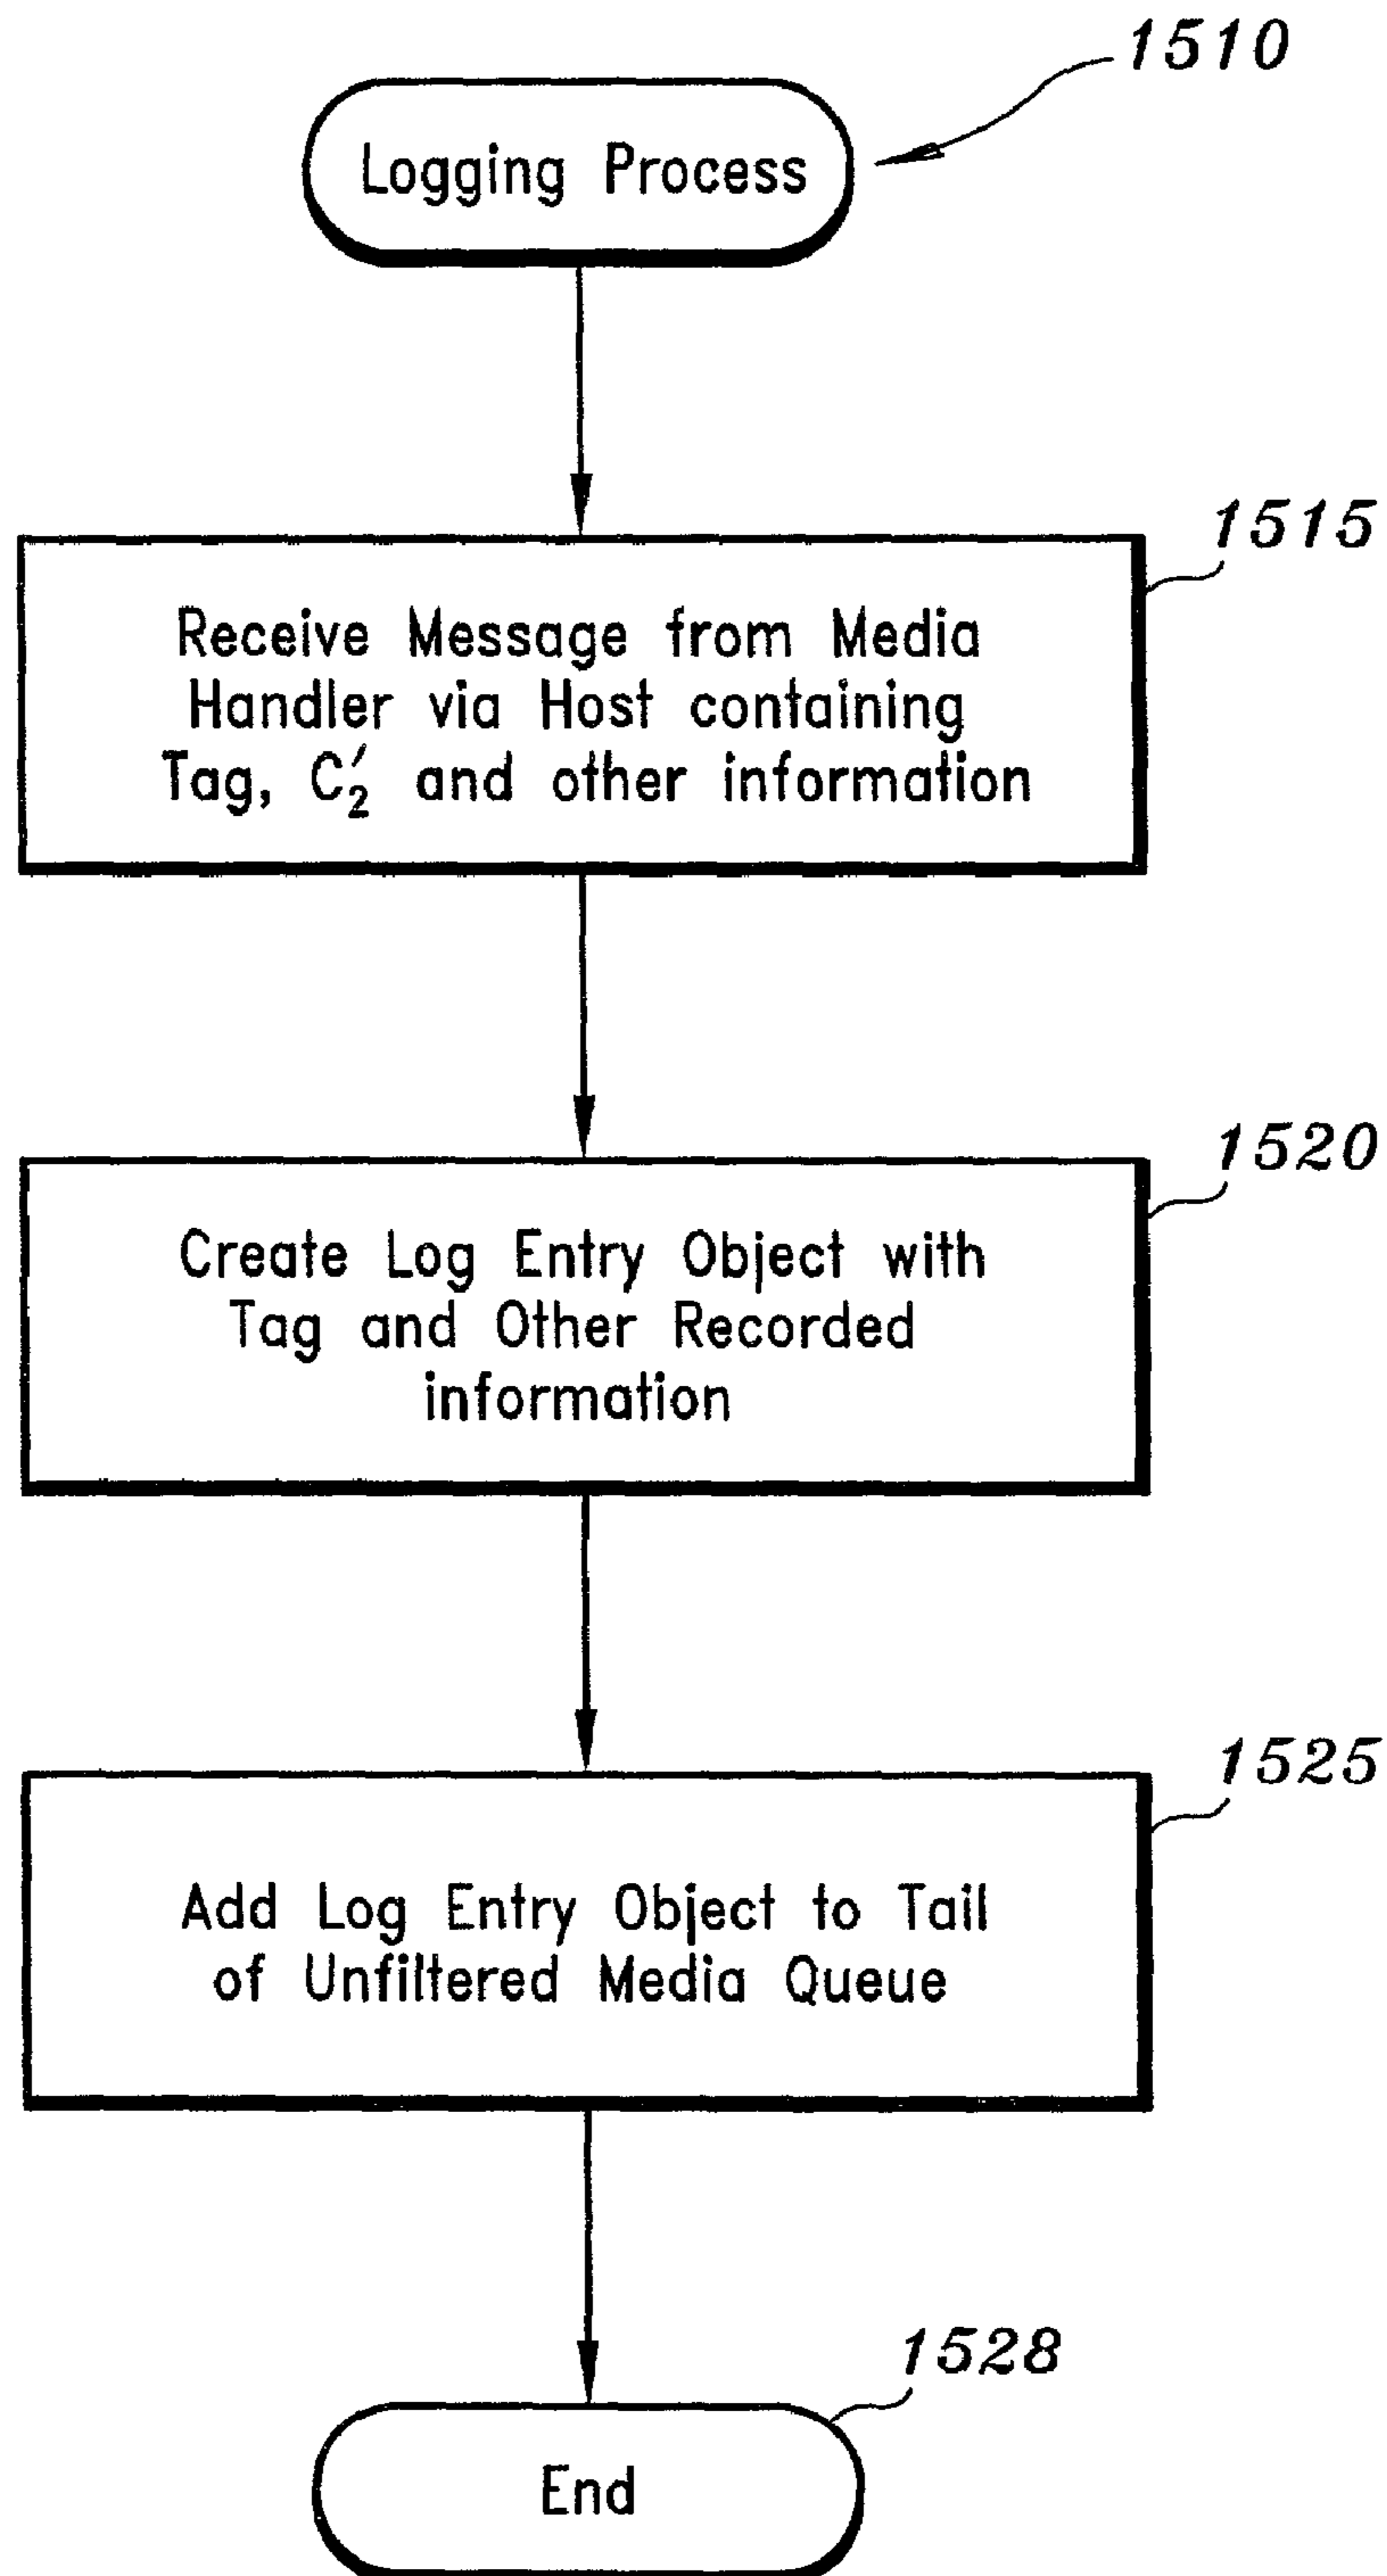 1510
Logging Process
1515
Receive Message from Media
Handler via Host containing
Tag, C₂′ and other information
1520
Create Log Entry Object with
Tag and Other Recorded
information
1525
Add Log Entry Object to Tail
of Unfiltered Media Queue
1528
End